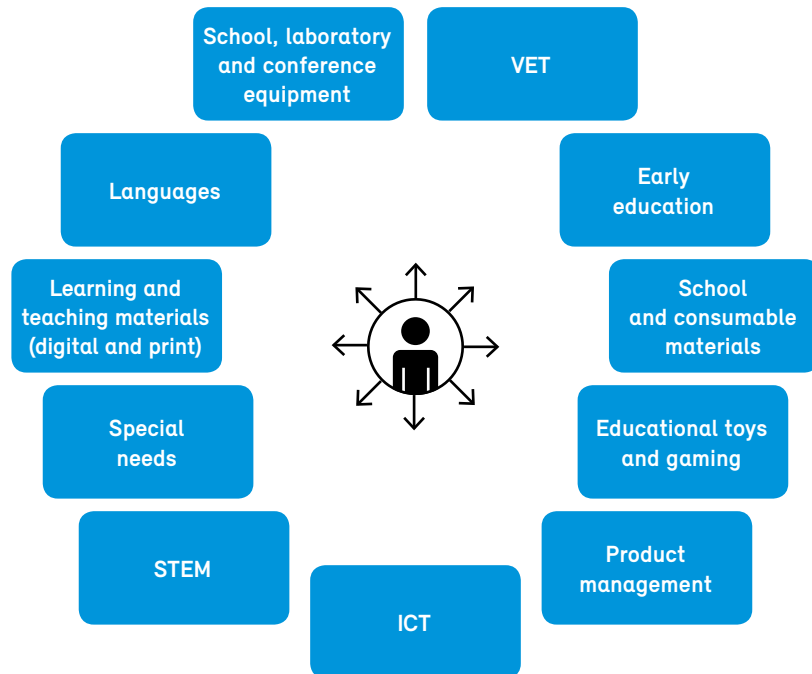 School, laboratory
and conference
equipment
VET
Languages
Early
education
Learning and
teaching materials
(digital and print)
School
and consumable
materials
Special
needs
Educational toys
and gaming
STEM
Product
management
ICT